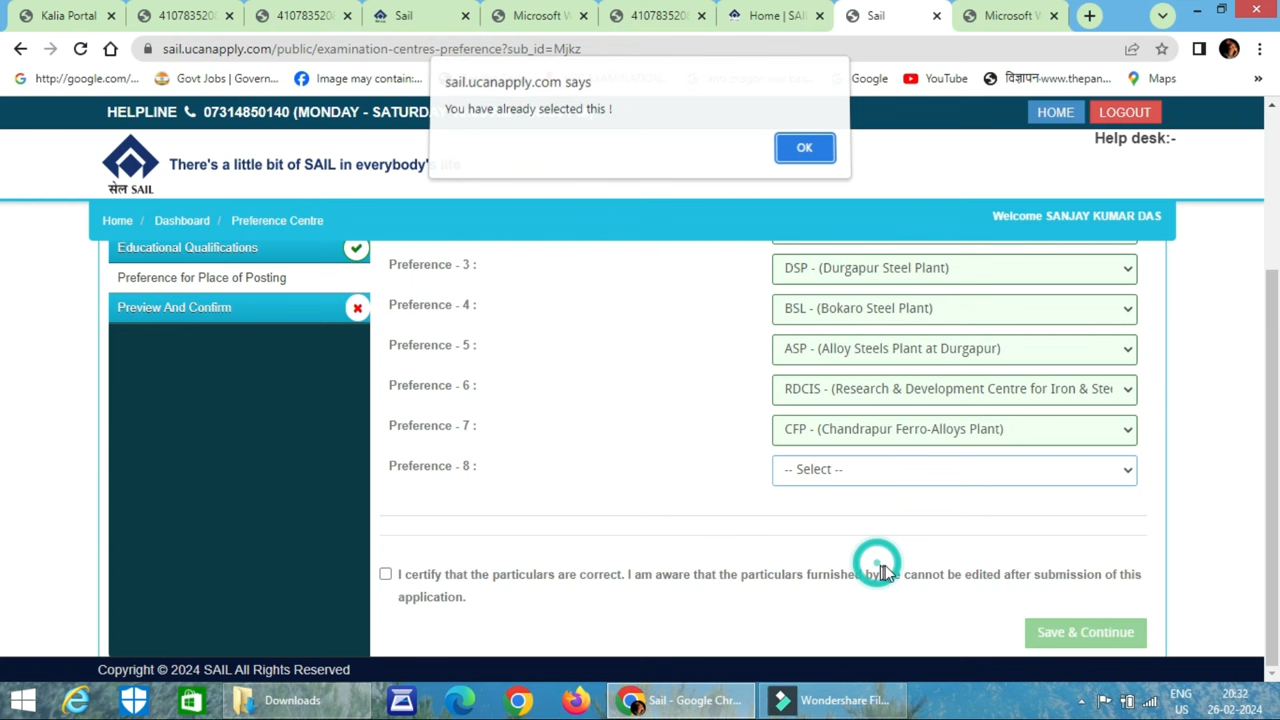 Kalia Portal
4107835208
4107835208
Sail
Microsoft W
4107835208
Home | SAI
Sail
Microsoft W
sail.ucanapply.com/public/examination-centres-preference?sub_id=Mjkz
http://google.com/...
Govt Jobs | Govern...
Image may contain:...
Google
YouTube
विज्ञापन-www.thepan...
Maps
»
sail.ucanapply.com says
You have already selected this !
OK
HELPLINE 07314850140 (MONDAY - SATURDA
HOME
LOGOUT
Help desk:-
सेल SAIL
There's a little bit of SAIL in everybody's life
Home / Dashboard / Preference Centre
Welcome SANJAY KUMAR DAS
Educational Qualifications
Preference for Place of Posting
Preview And Confirm
Preference - 3 :
DSP - (Durgapur Steel Plant)
Preference - 4 :
BSL - (Bokaro Steel Plant)
Preference - 5 :
ASP - (Alloy Steels Plant at Durgapur)
Preference - 6 :
RDCIS - (Research & Development Centre for Iron & Stee
Preference - 7 :
CFP - (Chandrapur Ferro-Alloys Plant)
Preference - 8 :
-- Select --
I certify that the particulars are correct. I am aware that the particulars furnished by me cannot be edited after submission of this
application.
Save & Continue
Copyright © 2024 SAIL All Rights Reserved
Downloads
Sail - Google Chr...
Wondershare Fil...
ENG
US
20:32
26-02-2024